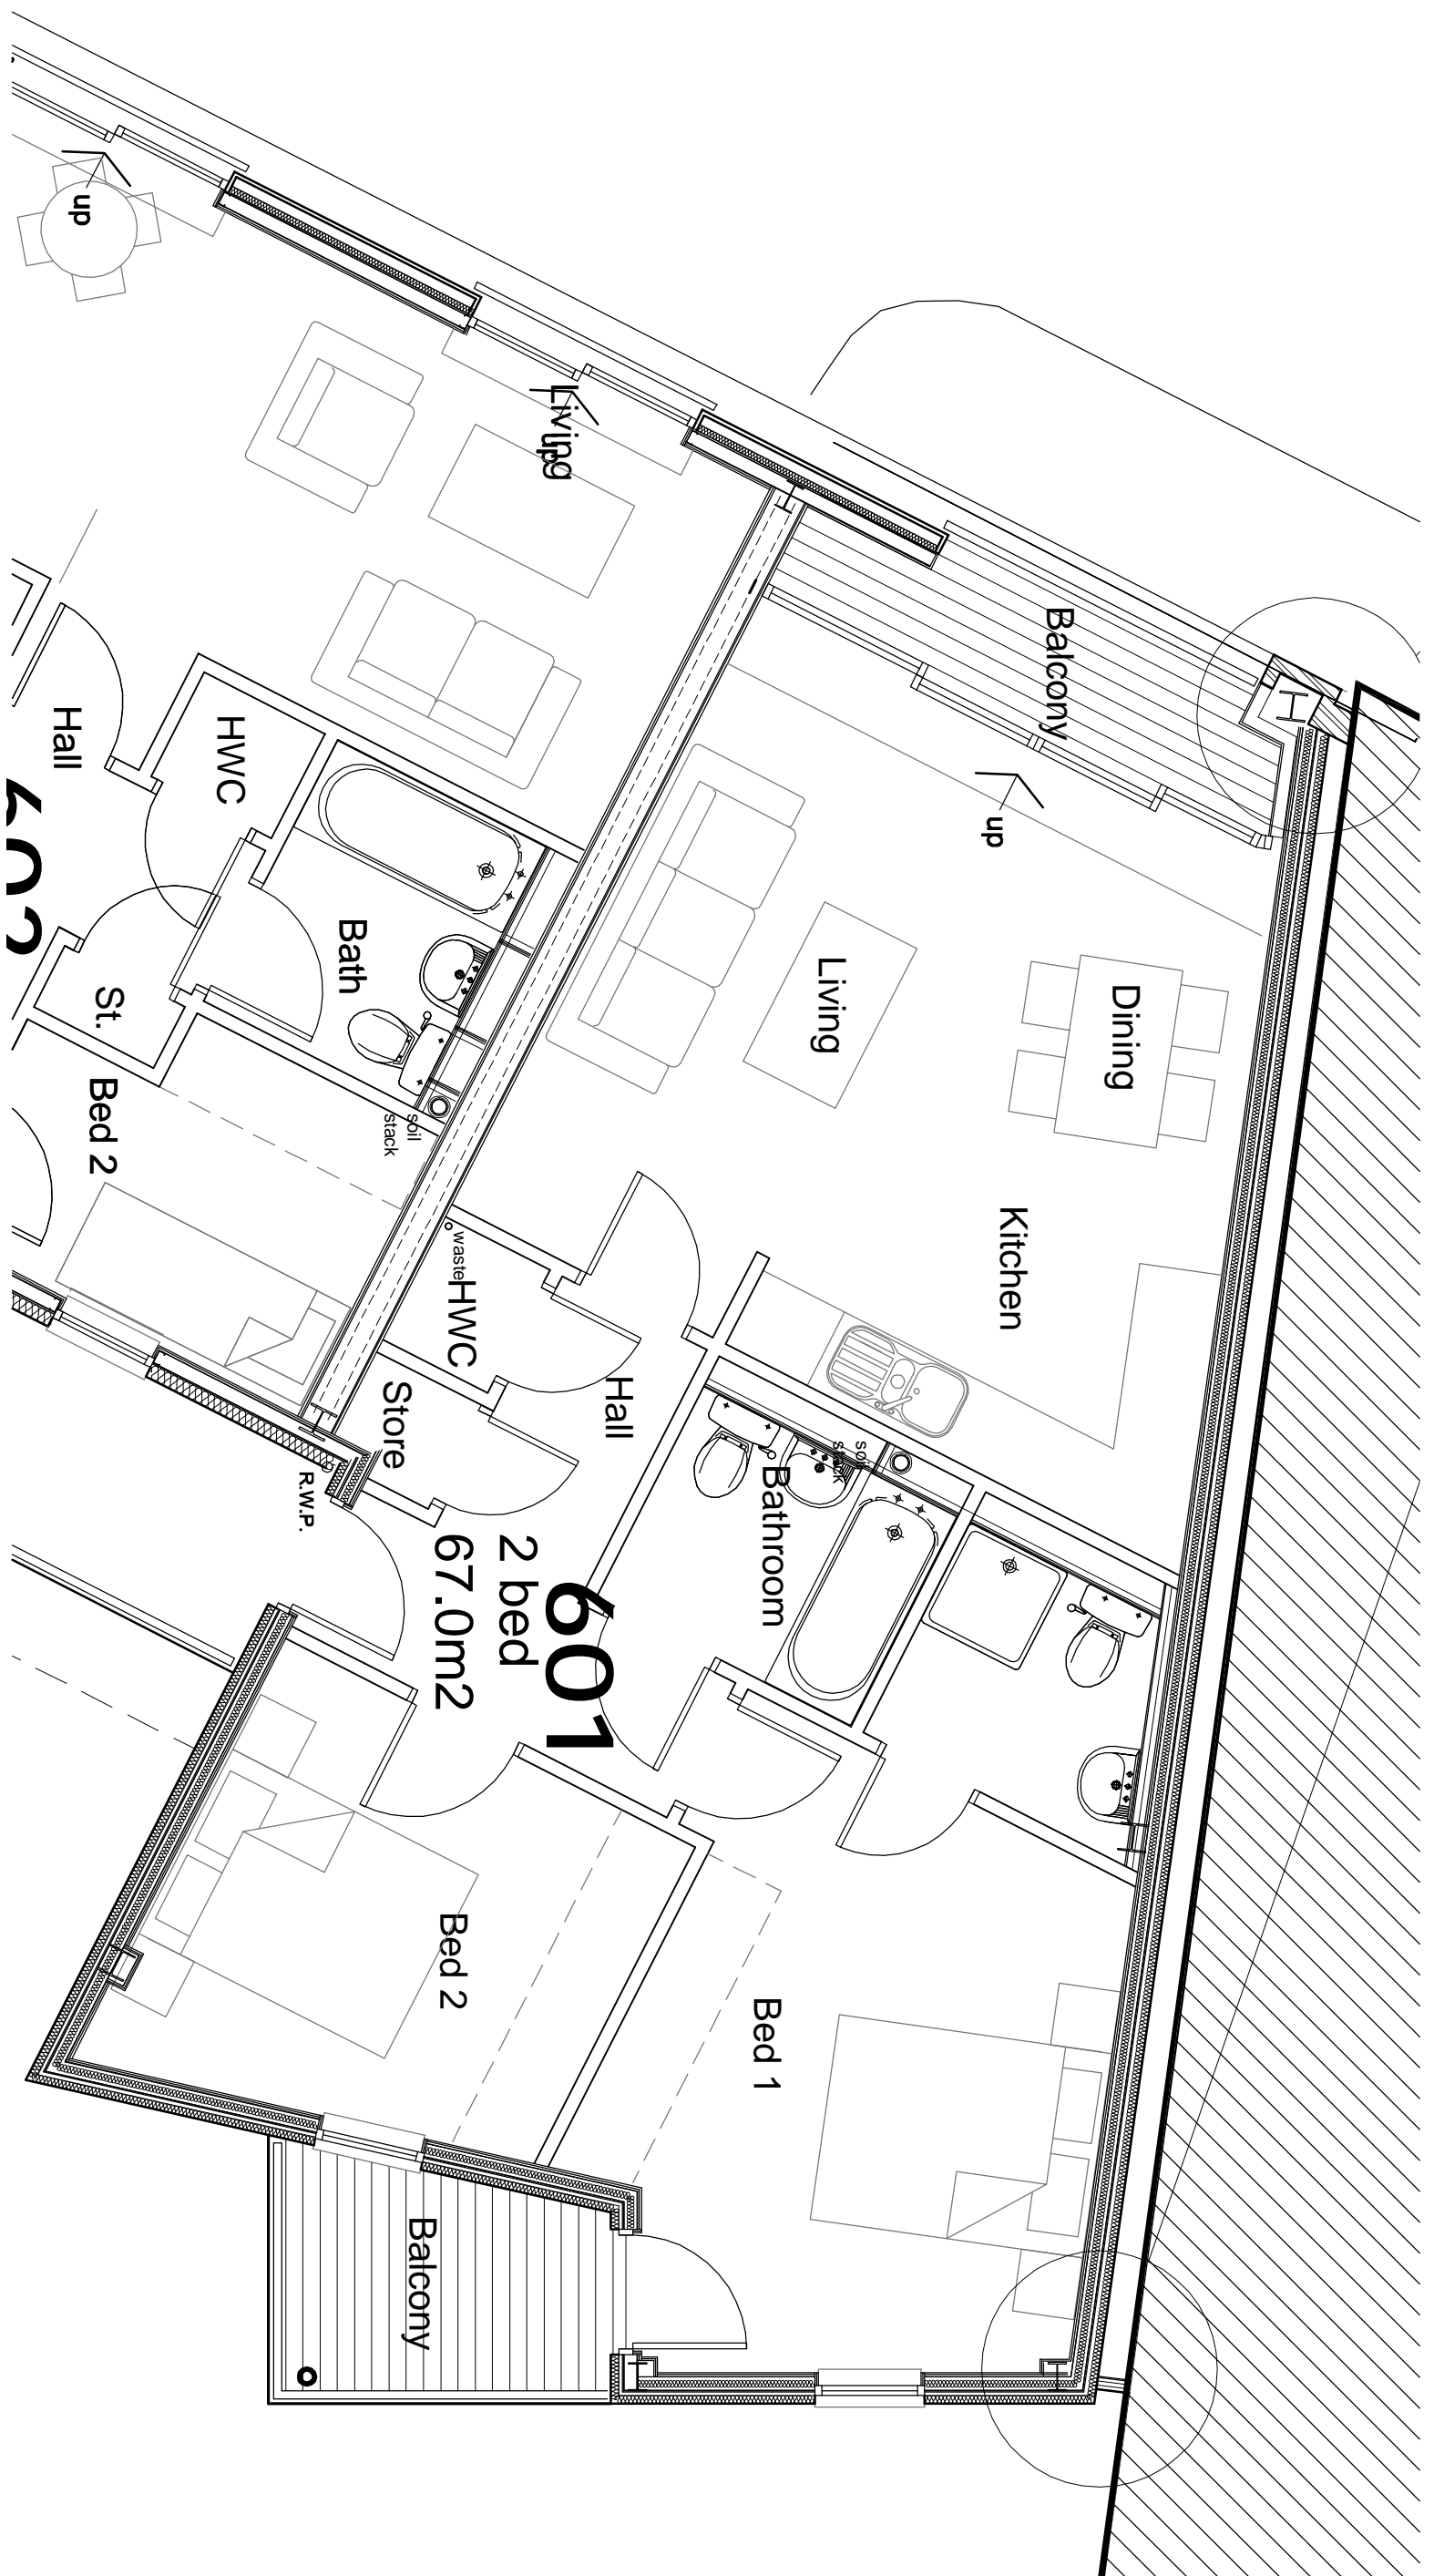 Balcony
up
Dining
Living
Kitchen
Living
up
up
Hall
HWC
Bath
St.
Bed 2
soil
stack
waste
HWC
Hall
Store
R.W.P.
soil
stack
Bathroom
601
2 bed
67.0m2
Bed 2
Bed 1
Balcony